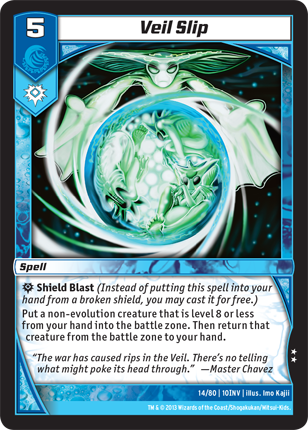 5
Veil Slip
Spell
Shield Blast (Instead of putting this spell into your
hand from a broken shield, you may cast it for free.)
Put a non-evolution creature that is level 8 or less
from your hand into the battle zone. Then return that
creature from the battle zone to your hand.
“The war has caused rips in the Veil. There’s no telling
what might poke its head through.” —Master Chavez
14/80 | 10INV | illus. Imo Kajii
TM & © 2013 Wizards of the Coast/Shogakukan/Mitsui-Kids.